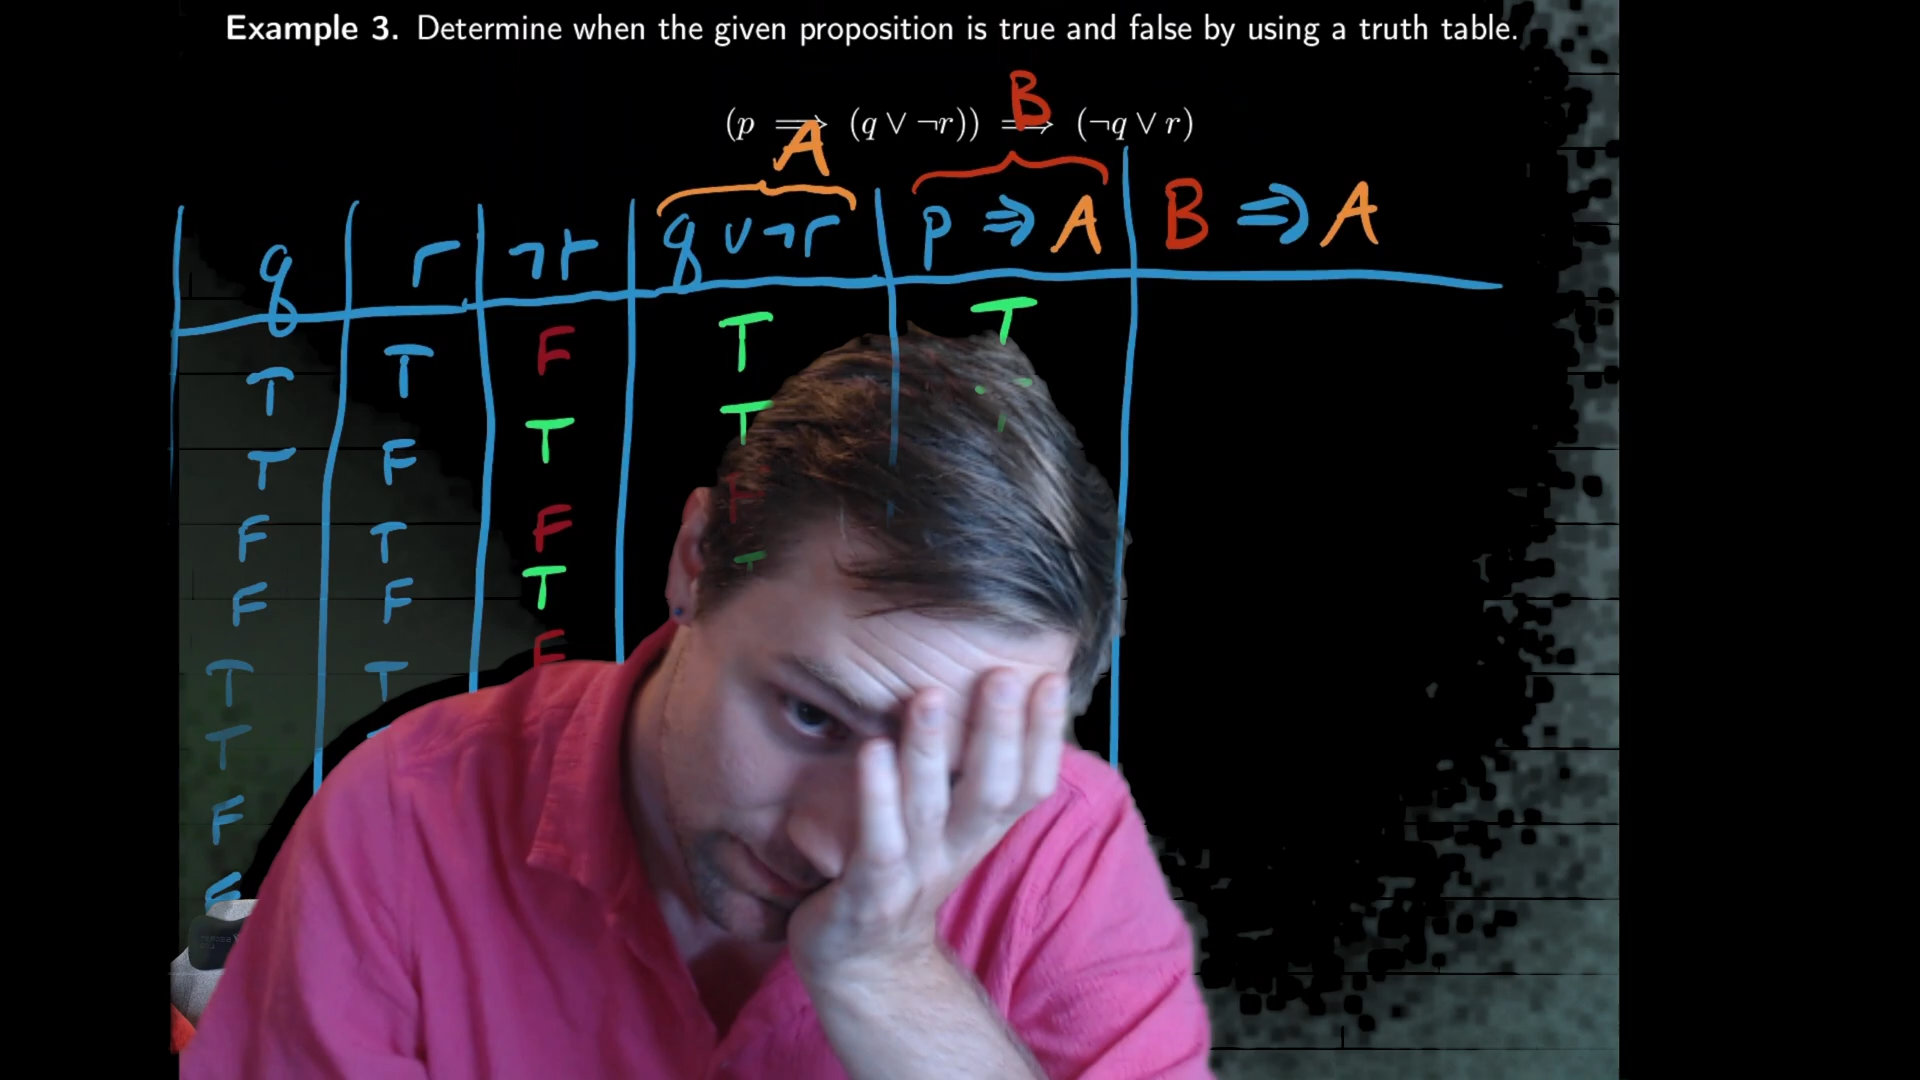 Example 3. Determine when the given proposition is true and false by using a truth table.
B
(p ⟹ (q ∨ ¬r)) ⟹ (¬q ∨ r)
A
q r ¬r q ∨ ¬r p ⇒ A B ⇒ A
T T F T T
T F T T
F T F F
F F T T
T T F
T
F